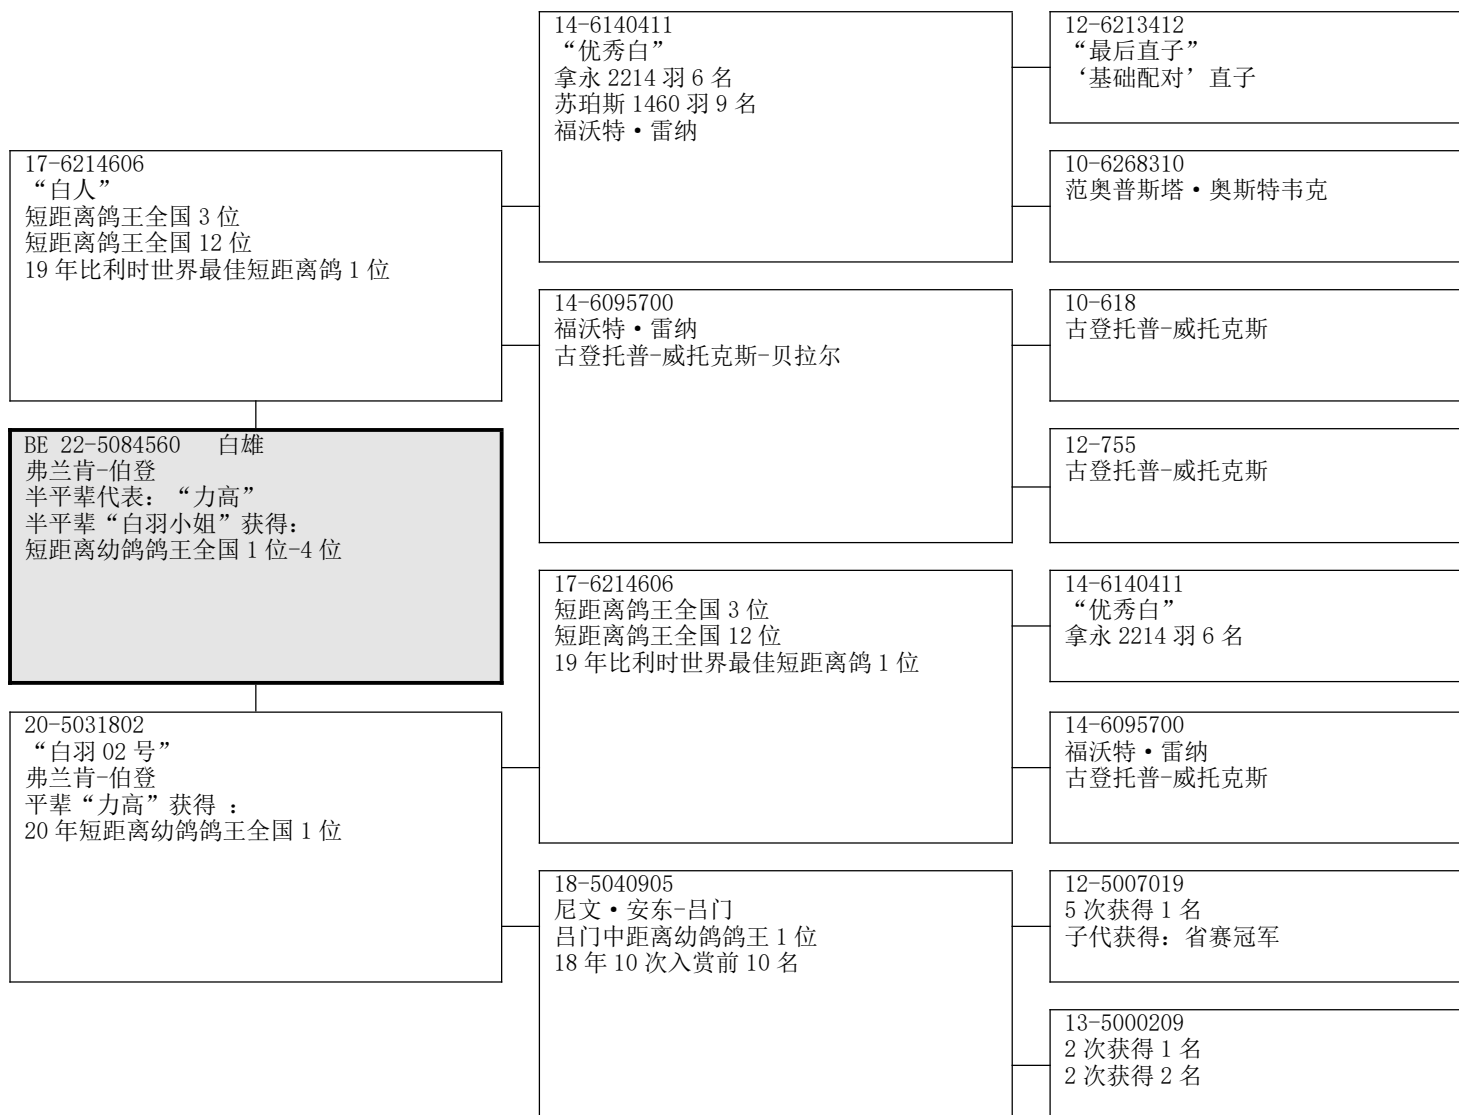 17-6214606
“白人”
短距离鸽王全国 3 位
短距离鸽王全国 12 位
19 年比利时世界最佳短距离鸽 1 位
BE 22-5084560 白雄
弗兰肯-伯登
半平辈代表：“力高”
半平辈“白羽小姐”获得：
短距离幼鸽鸽王全国 1 位-4 位
20-5031802
“白羽 02 号”
弗兰肯-伯登
平辈“力高”获得 ：
20 年短距离幼鸽鸽王全国 1 位
14-6140411
“优秀白”
拿永 2214 羽 6 名
苏珀斯 1460 羽 9 名
福沃特·雷纳
14-6095700
福沃特·雷纳
古登托普-威托克斯-贝拉尔
17-6214606
短距离鸽王全国 3 位
短距离鸽王全国 12 位
19 年比利时世界最佳短距离鸽 1 位
18-5040905
尼文·安东-吕门
吕门中距离幼鸽鸽王 1 位
18 年 10 次入赏前 10 名
12-6213412
“最后直子”
‘基础配对’直子
10-6268310
范奥普斯塔·奥斯特韦克
10-618
古登托普-威托克斯
12-755
古登托普-威托克斯
14-6140411
“优秀白”
拿永 2214 羽 6 名
14-6095700
福沃特·雷纳
古登托普-威托克斯
12-5007019
5 次获得 1 名
子代获得：省赛冠军
13-5000209
2 次获得 1 名
2 次获得 2 名